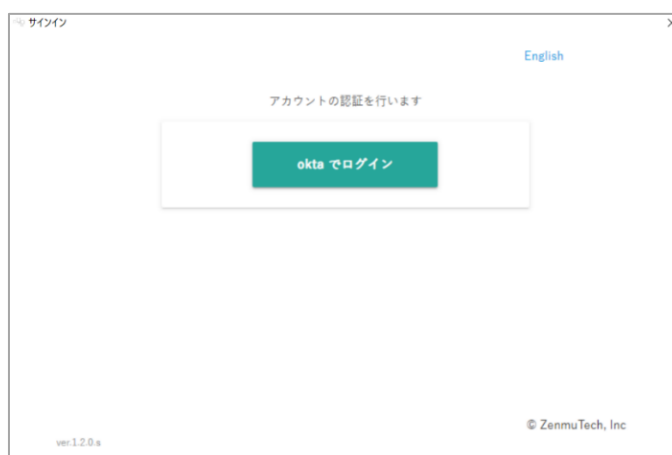 サインイン
English
アカウントの認証を行います
okta でログイン
© ZenmuTech, Inc
ver.1.2.0.a